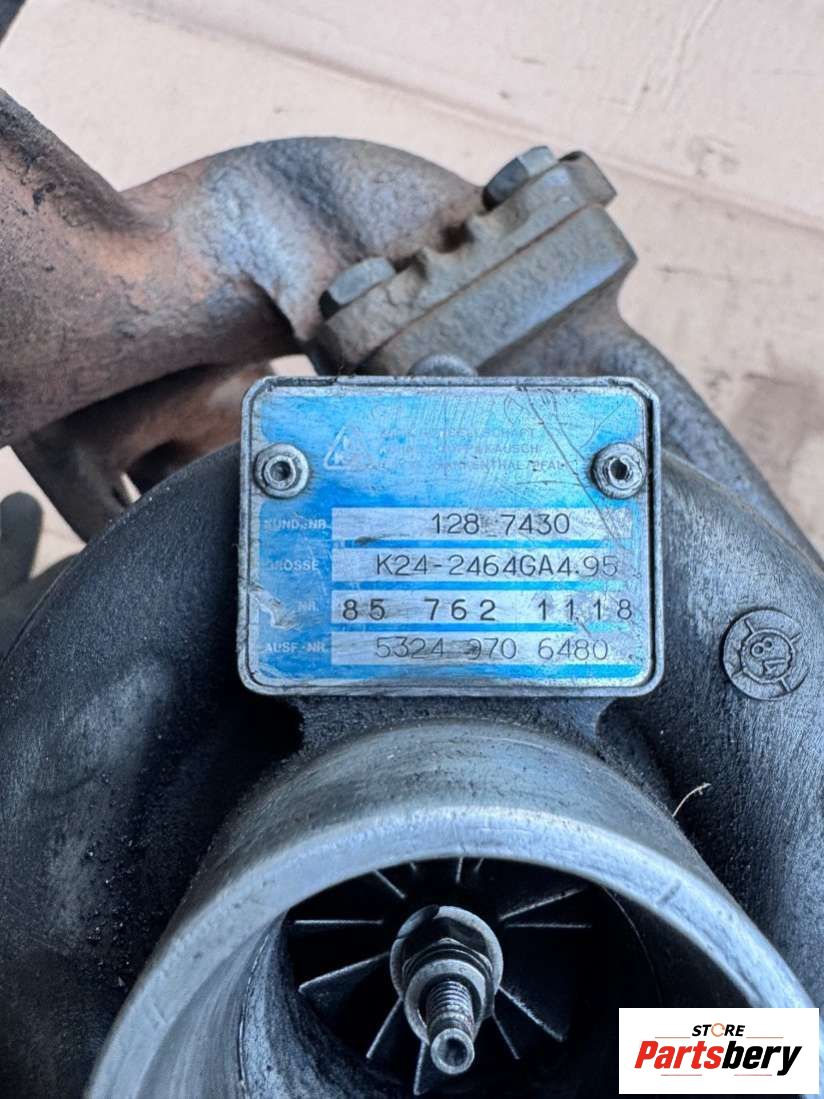 KUND.-NR. 128 7430
GRÖSSE K24-2464GA4.95
NR. 85 762 1118
AUSF.-NR. 5324 970 6480
STORE
Partsbery